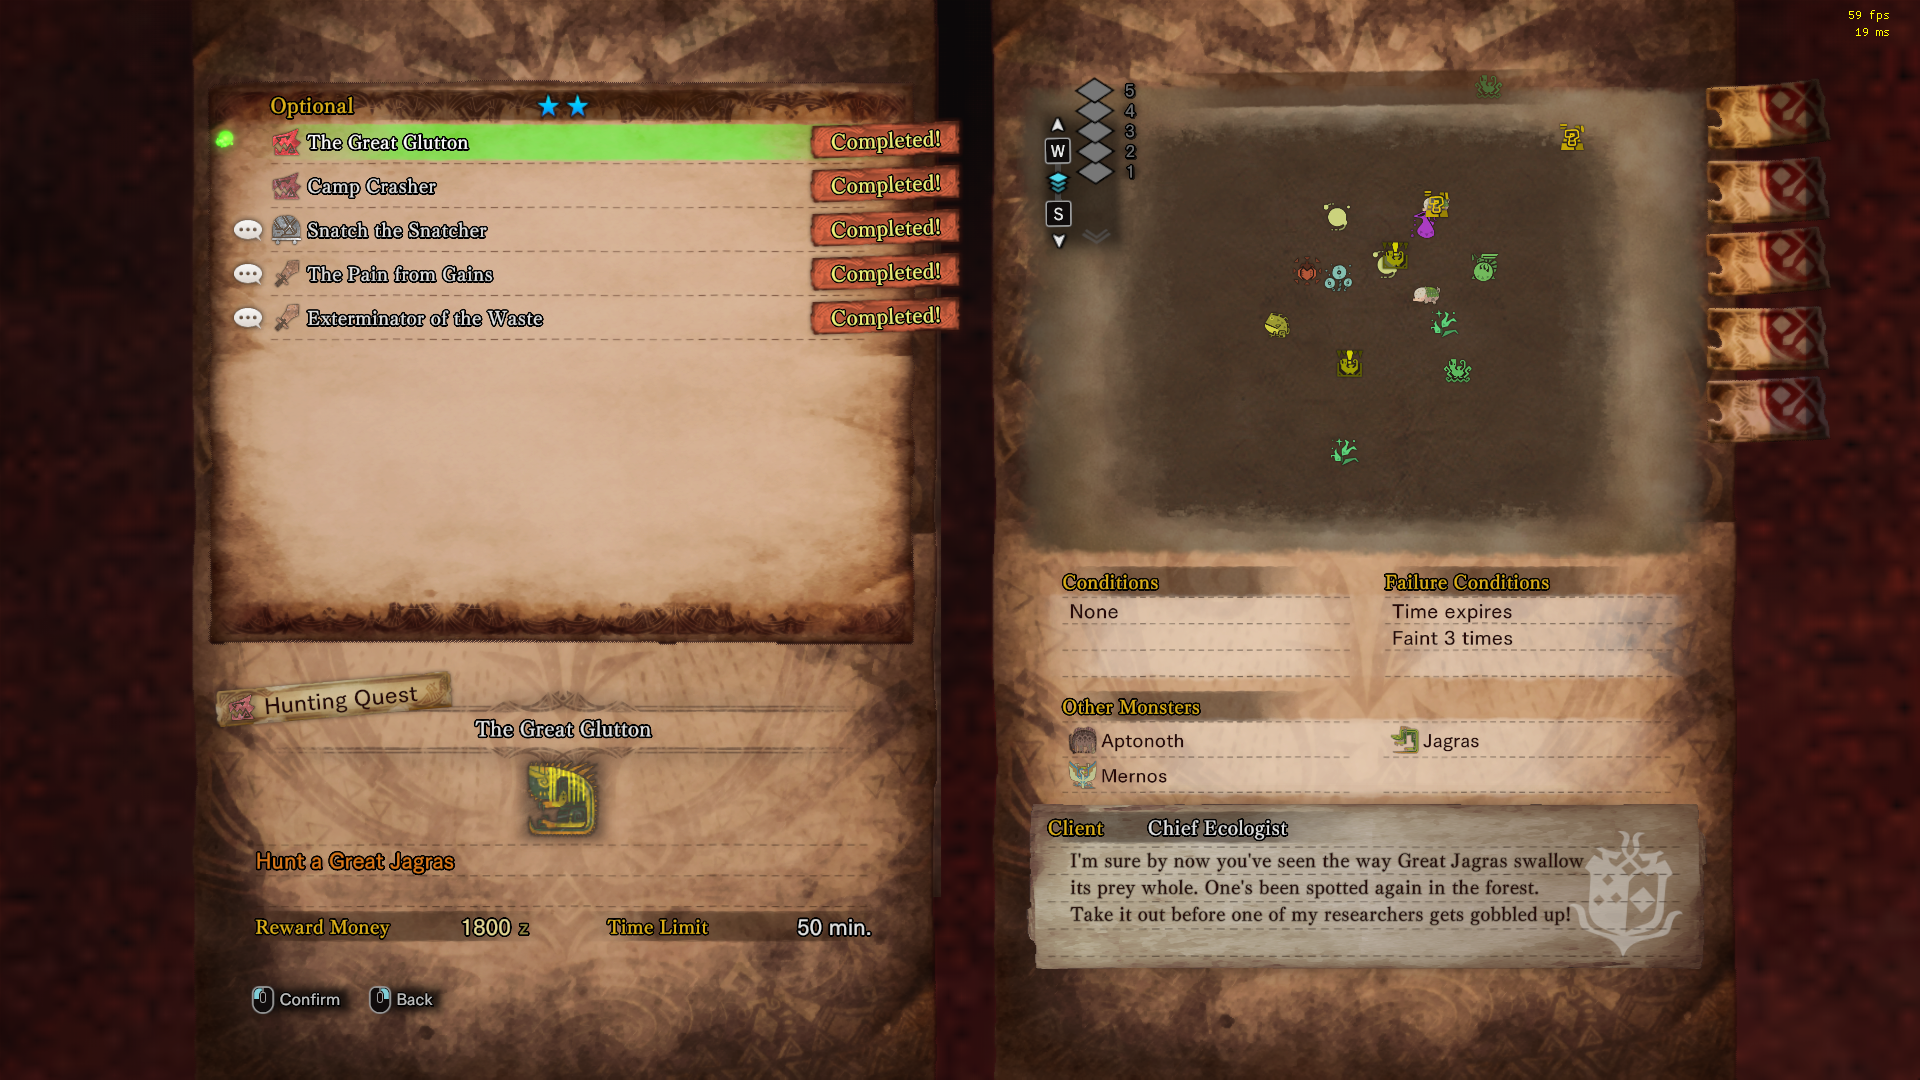 59 fps
19 ms
Optional
The Great Glutton Completed!
Camp Crasher Completed!
Snatch the Snatcher Completed!
The Pain from Gains Completed!
Exterminator of the Waste Completed!
Hunting Quest
The Great Glutton
Hunt a Great Jagras
Reward Money 1800 z Time Limit 50 min.
Confirm Back
5
4
W 3
2
1
S
Conditions
None
Failure Conditions
Time expires
Faint 3 times
Other Monsters
Aptonoth Jagras
Mernos
Client Chief Ecologist
I'm sure by now you've seen the way Great Jagras swallow
its prey whole. One's been spotted again in the forest.
Take it out before one of my researchers gets gobbled up!